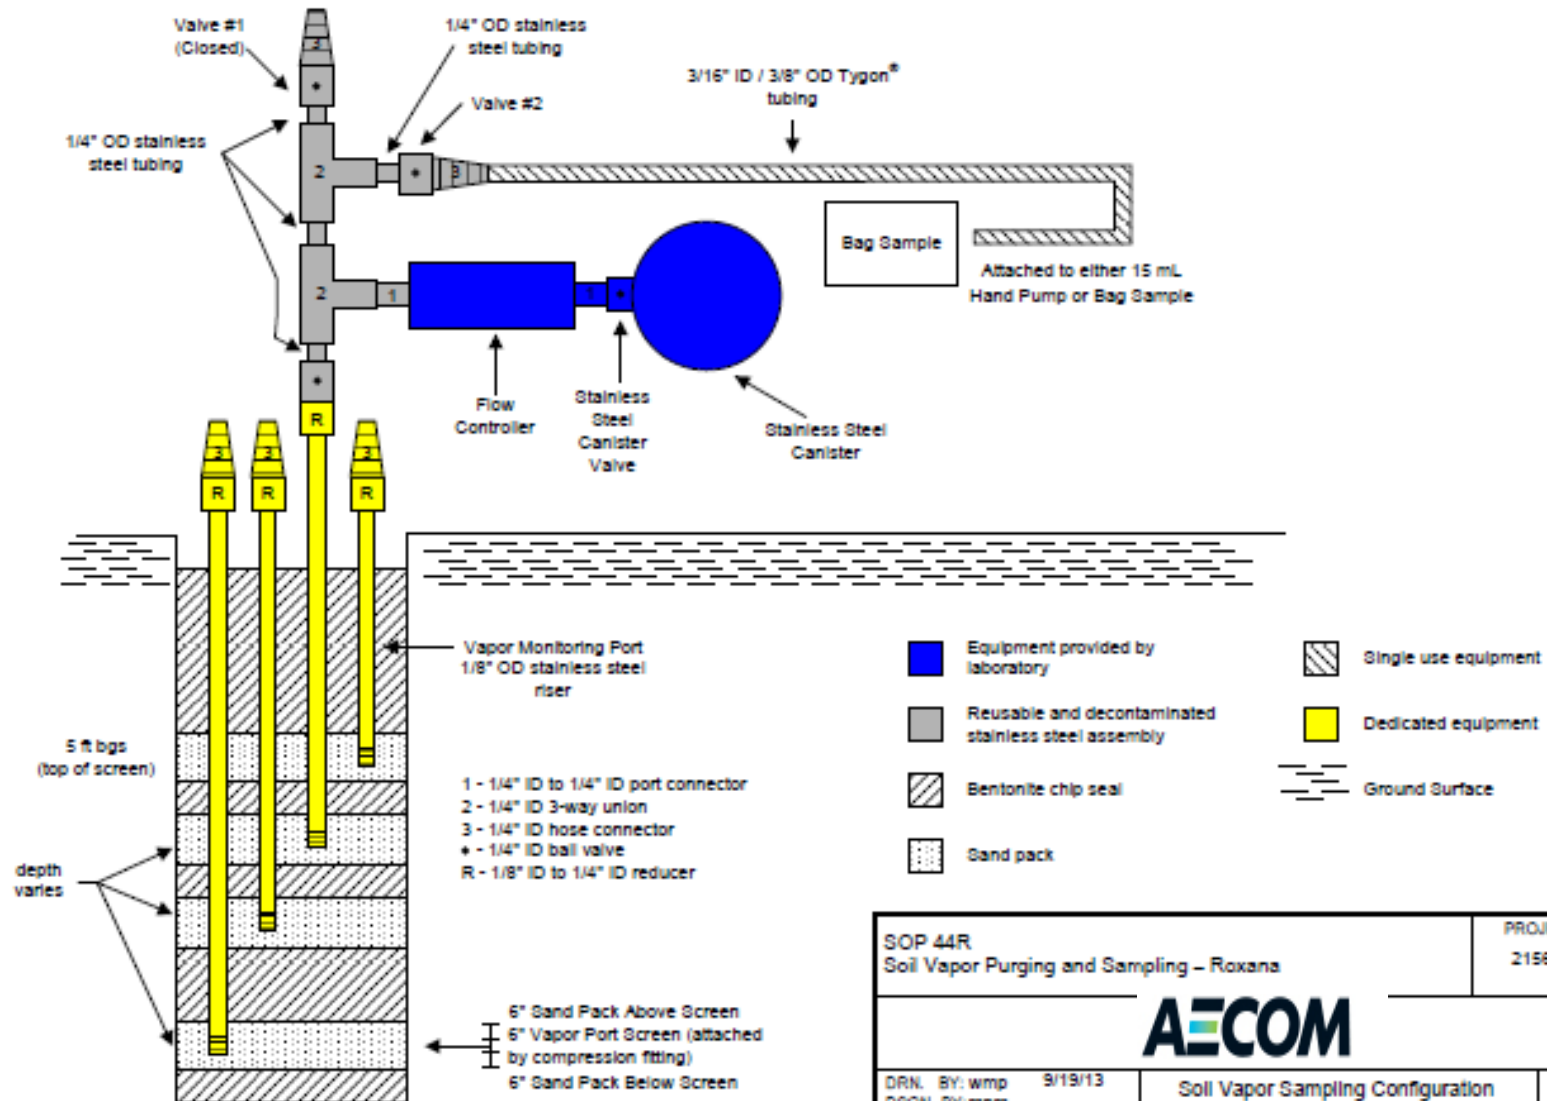 Valve #1
(Closed)
1/4" OD stainless
steel tubing
3/16" ID / 3/8" OD Tygon®
tubing
Valve #2
1/4" OD stainless
steel tubing
3
2
3
2
1
1
Bag Sample
Attached to either 15 mL
Hand Pump or Bag Sample
Flow
Controller
Stainless
Steel
Canister
Valve
Stainless Steel
Canister
R
3
3
3
R
R
R
Vapor Monitoring Port
1/8" OD stainless steel
riser
5 ft bgs
(top of screen)
depth
varies
1 - 1/4" ID to 1/4" ID port connector
2 - 1/4" ID 3-way union
3 - 1/4" ID hose connector
* - 1/4" ID ball valve
R - 1/8" ID to 1/4" ID reducer
6" Sand Pack Above Screen
6" Vapor Port Screen (attached
by compression fitting)
6" Sand Pack Below Screen
Equipment provided by
laboratory
Reusable and decontaminated
stainless steel assembly
Bentonite chip seal
Sand pack
Single use equipment
Dedicated equipment
Ground Surface
SOP 44R
Soil Vapor Purging and Sampling – Roxana
PROJ
2156
AECOM
DRN. BY: wmp 9/19/13
Soil Vapor Sampling Configuration